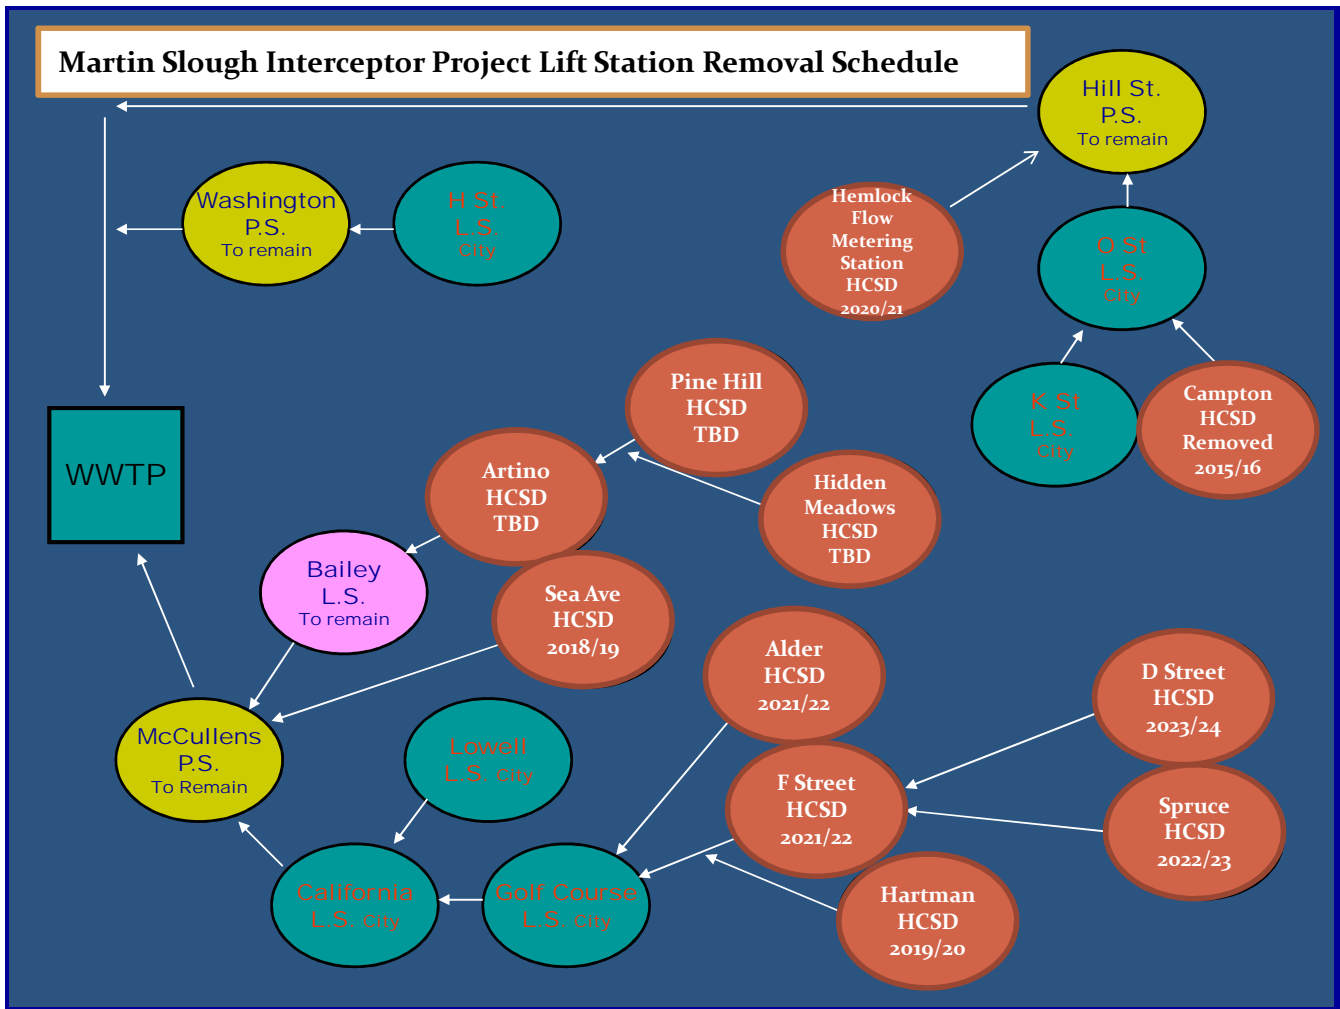 Martin Slough Interceptor Project Lift Station Removal Schedule
Hill St.
P.S.
To remain
Washington
P.S.
To remain
H St.
L.S.
City
Hemlock
Flow
Metering
Station
HCSD
2020/21
O St
L.S.
City
K St
L.S.
City
Campton
HCSD
Removed
2015/16
Pine Hill
HCSD
TBD
WWTP
Artino
HCSD
TBD
Hidden
Meadows
HCSD
TBD
Bailey
L.S.
To remain
Sea Ave
HCSD
2018/19
Alder
HCSD
2021/22
D Street
HCSD
2023/24
McCullens
P.S.
To Remain
Lowell
L.S. City
F Street
HCSD
2021/22
Spruce
HCSD
2022/23
California
L.S. City
Golf Course
L.S. City
Hartman
HCSD
2019/20